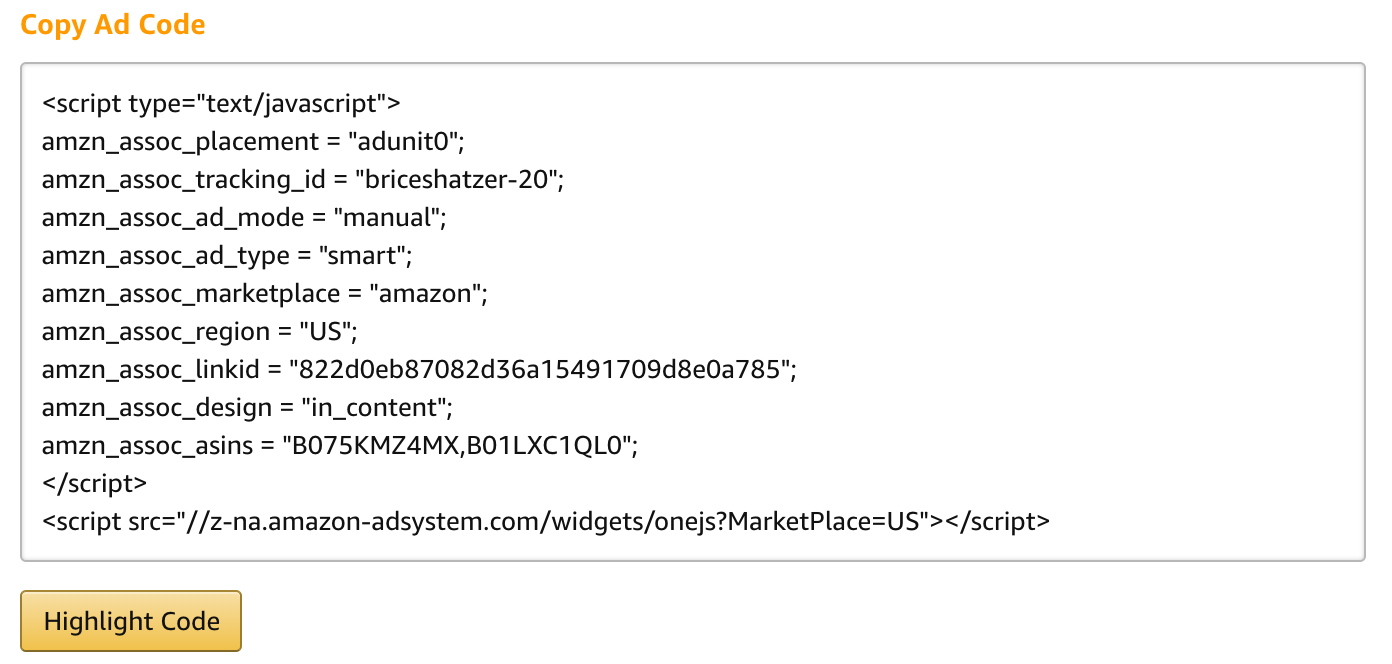 Copy Ad Code
<script type="text/javascript">
amzn_assoc_placement = "adunit0";
amzn_assoc_tracking_id = "briceshatzer-20";
amzn_assoc_ad_mode = "manual";
amzn_assoc_ad_type = "smart";
amzn_assoc_marketplace = "amazon";
amzn_assoc_region = "US";
amzn_assoc_linkid = "822d0eb87082d36a15491709d8e0a785";
amzn_assoc_design = "in_content";
amzn_assoc_asins = "B075KMZ4MX,B01LXC1QL0";
</script>
<script src="//z-na.amazon-adsystem.com/widgets/onejs?MarketPlace=US"></script>
Highlight Code